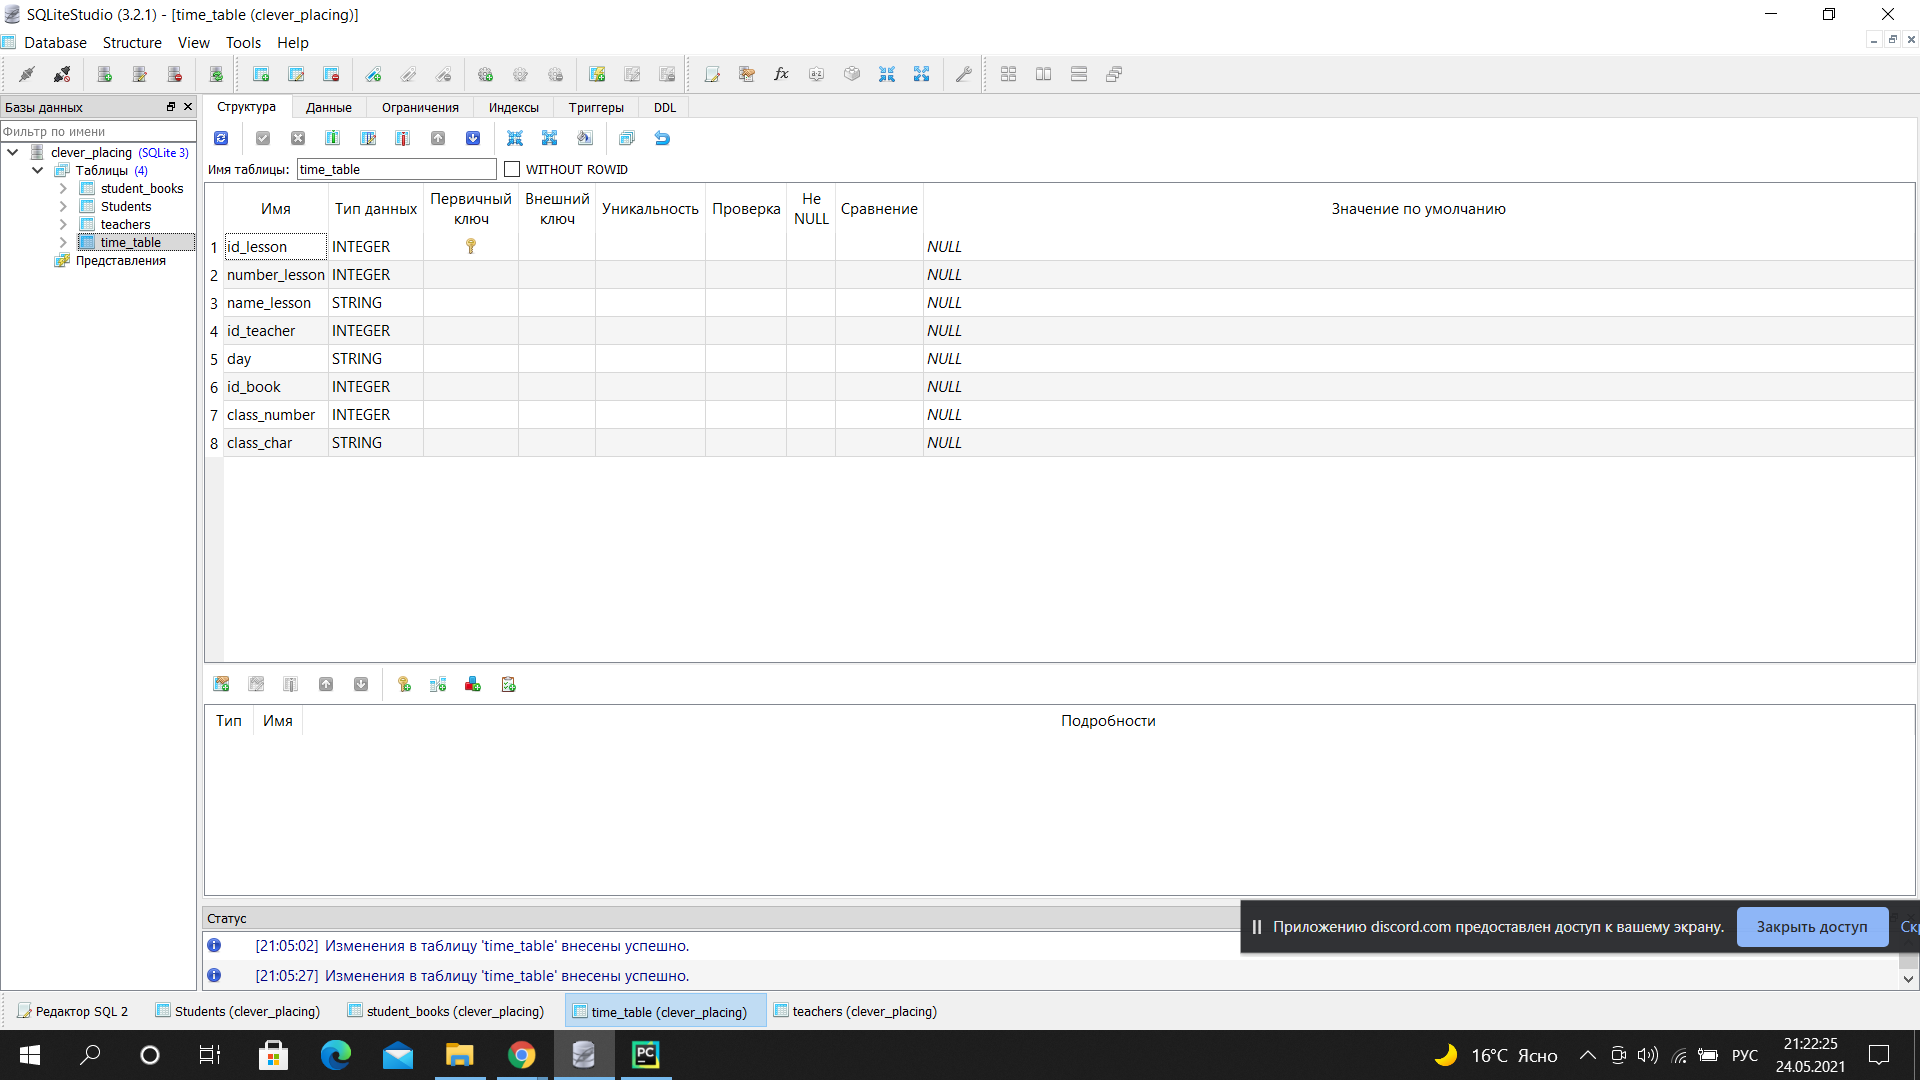 SQLiteStudio (3.2.1) - [time_table (clever_placing)]
Database Structure View Tools Help
Базы данных
Фильтр по имени
clever_placing (SQLite 3)
Таблицы (4)
student_books
Students
teachers
time_table
Представления
Структура Данные Ограничения Индексы Триггеры DDL
Имя таблицы: time_table WITHOUT ROWID
Имя Тип данных Первичный ключ Внешний ключ Уникальность Проверка Не NULL Сравнение Значение по умолчанию
1 id_lesson INTEGER NULL
2 number_lesson INTEGER NULL
3 name_lesson STRING NULL
4 id_teacher INTEGER NULL
5 day STRING NULL
6 id_book INTEGER NULL
7 class_number INTEGER NULL
8 class_char STRING NULL
Тип Имя Подробности
Статус
[21:05:02] Изменения в таблицу 'time_table' внесены успешно.
[21:05:27] Изменения в таблицу 'time_table' внесены успешно.
Приложению discord.com предоставлен доступ к вашему экрану. Закрыть доступ
Редактор SQL 2 Students (clever_placing) student_books (clever_placing) time_table (clever_placing) teachers (clever_placing)
PC
16°C Ясно РУС
21:22:25
24.05.2021